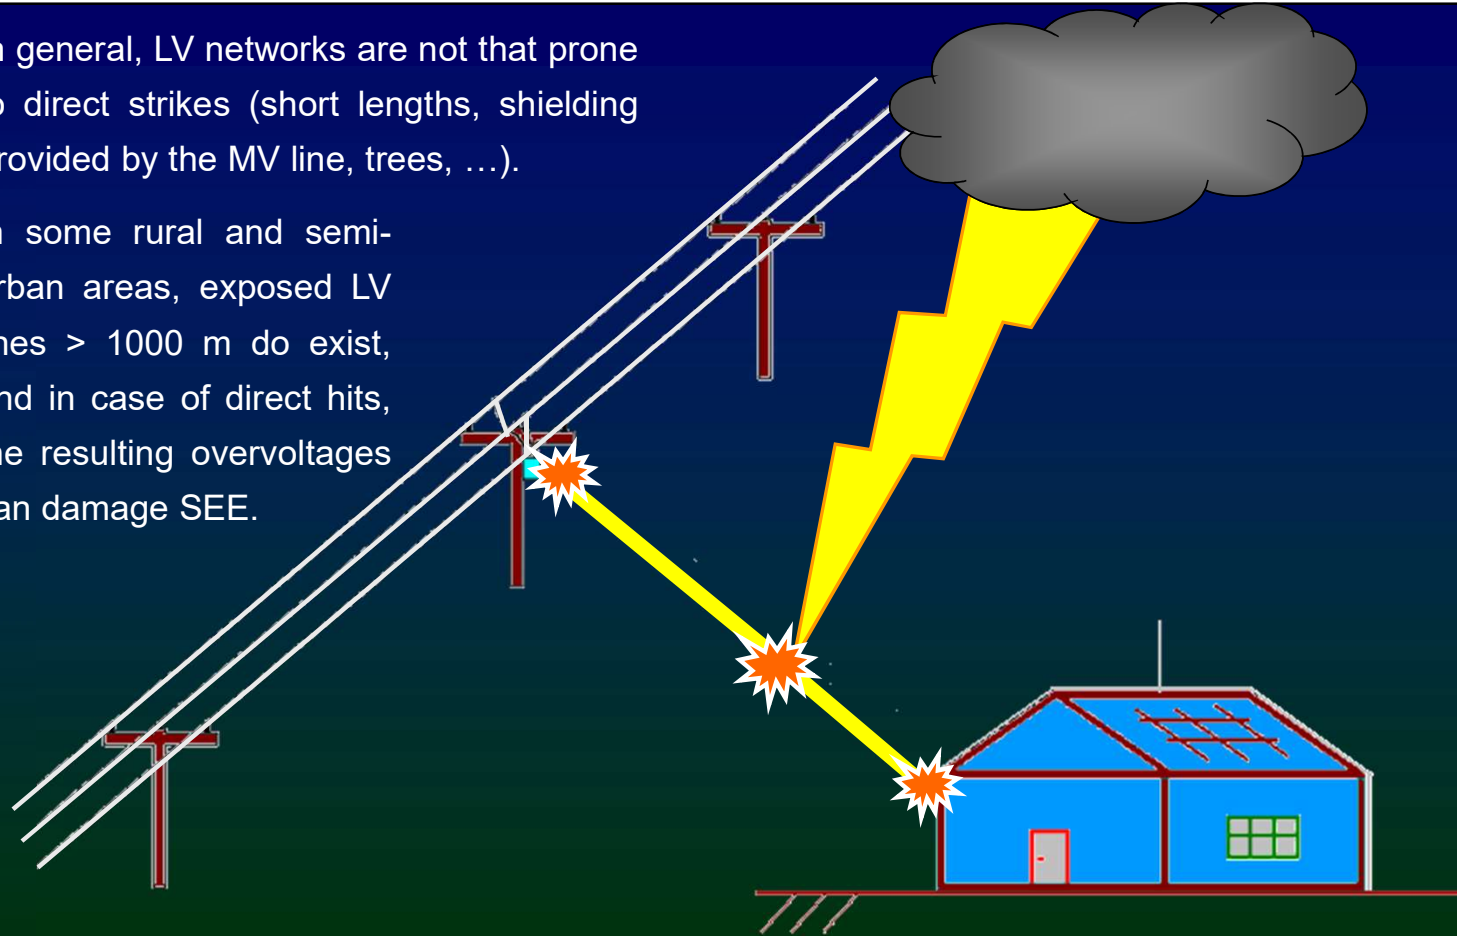 n general, LV networks are not that prone
o direct strikes (short lengths, shielding
rovided by the MV line, trees, …).
n some rural and semi-
rban areas, exposed LV
nes > 1000 m do exist,
nd in case of direct hits,
ne resulting overvoltages
an damage SEE.